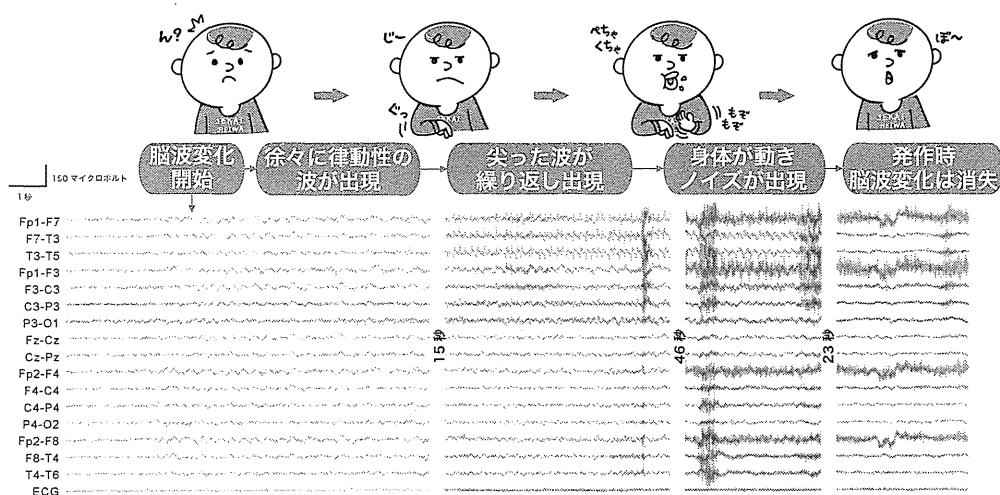 ん?
じー
ぐっ
ぺちゃ
くちゃ
もぞ
もぞ
ぼ〜
脳波変化
開始
徐々に律動性の
波が出現
尖った波が
繰り返し出現
身体が動き
ノイズが出現
発作時
脳波変化は消失
150 マイクロボルト
1秒
Fp1-F7
F7-T3
T3-T5
Fp1-F3
F3-C3
C3-P3
P3-O1
Fz-Cz
Cz-Pz
Fp2-F4
F4-C4
C4-P4
P4-O2
Fp2-F8
F8-T4
T4-T6
ECG
15秒
46秒
23秒